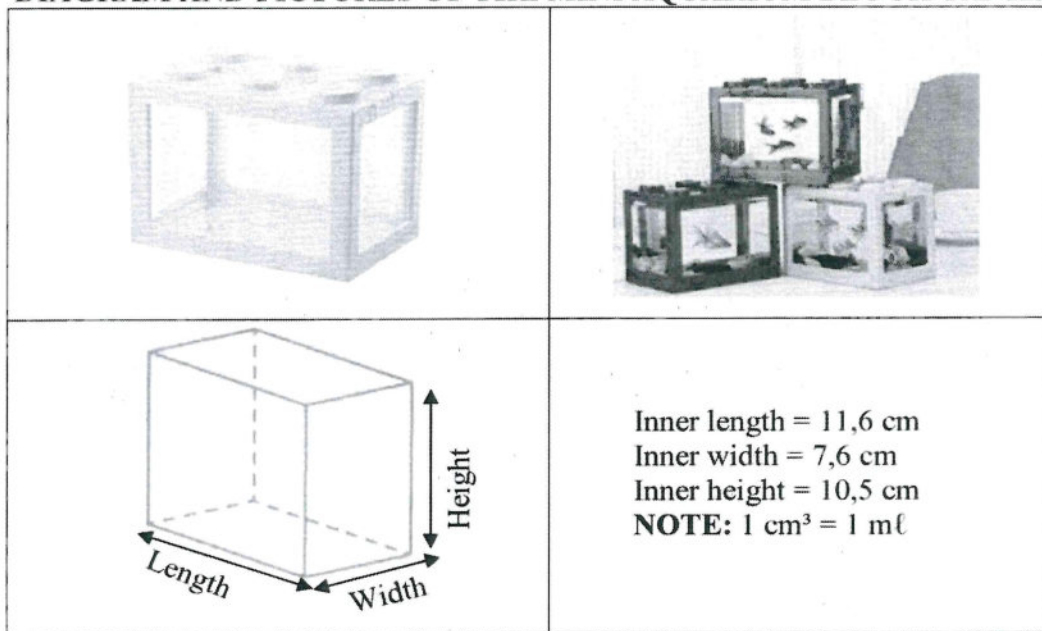 Height
Length
Width
Inner length = 11,6 cm
Inner width = 7,6 cm
Inner height = 10,5 cm
NOTE: 1 cm³ = 1 mℓ